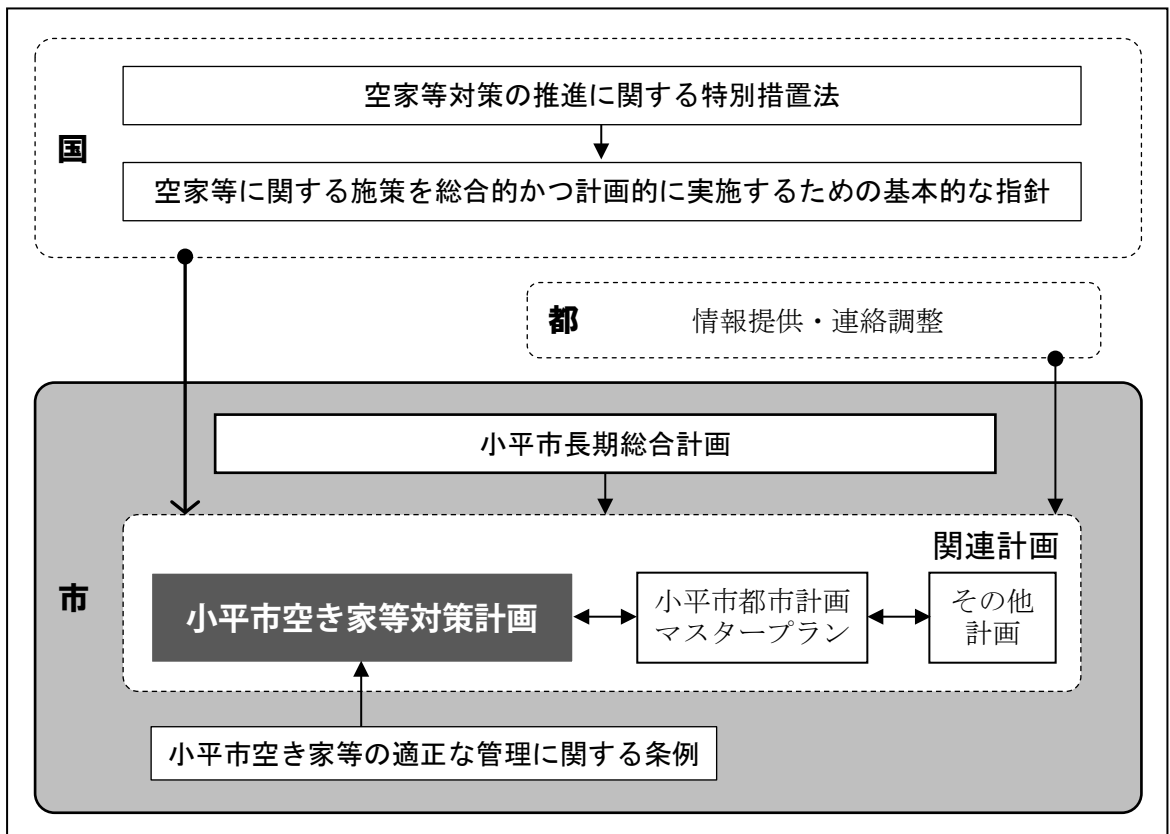 国
空家等対策の推進に関する特別措置法
空家等に関する施策を総合的かつ計画的に実施するための基本的な指針
都
情報提供・連絡調整
市
小平市長期総合計画
関連計画
小平市空き家等対策計画
小平市都市計画
マスタープラン
その他
計画
小平市空き家等の適正な管理に関する条例